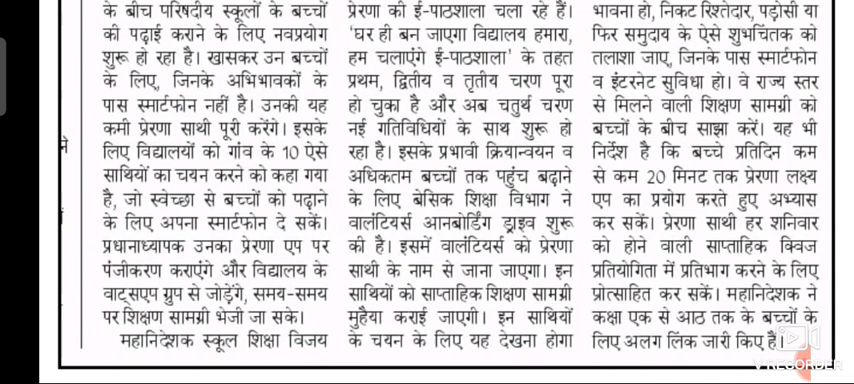 के बीच परिषदीय स्कूलों के बच्चों
की पढ़ाई कराने के लिए नवप्रयोग
शुरू हो रहा है। खासकर उन बच्चों
के लिए, जिनके अभिभावकों के
पास स्मार्टफोन नहीं है। उनकी यह
कमी प्रेरणा साथी पूरी करेंगे। इसके
लिए विद्यालयों को गांव के 10 ऐसे
साथियों का चयन करने को कहा गया
है, जो स्वेच्छा से बच्चों को पढ़ाने
के लिए अपना स्मार्टफोन दे सकें।
प्रधानाध्यापक उनका प्रेरणा एप पर
पंजीकरण कराएंगे और विद्यालय के
वाट्सएप ग्रुप से जोड़ेंगे, समय-समय
पर शिक्षण सामग्री भेजी जा सके।
महानिदेशक स्कूल शिक्षा विजय
प्रेरणा की ई-पाठशाला चला रहे हैं।
'घर ही बन जाएगा विद्यालय हमारा,
हम चलाएंगे ई-पाठशाला' के तहत
प्रथम, द्वितीय व तृतीय चरण पूरा
हो चुका है और अब चतुर्थ चरण
नई गतिविधियों के साथ शुरू हो
रहा है। इसके प्रभावी क्रियान्वयन व
अधिकतम बच्चों तक पहुंच बढ़ाने
के लिए बेसिक शिक्षा विभाग ने
वालंटियर्स आनबोर्डिंग ड्राइव शुरू
की है। इसमें वालंटियर्स को प्रेरणा
साथी के नाम से जाना जाएगा। इन
साथियों को साप्ताहिक शिक्षण सामग्री
मुहैया कराई जाएगी। इन साथियों
के चयन के लिए यह देखना होगा
भावना हो, निकट रिश्तेदार, पड़ोसी या
फिर समुदाय के ऐसे शुभचिंतक को
तलाशा जाए, जिनके पास स्मार्टफोन
व इंटरनेट सुविधा हो। वे राज्य स्तर
से मिलने वाली शिक्षण सामग्री को
बच्चों के बीच साझा करें। यह भी
निर्देश है कि बच्चे प्रतिदिन कम
से कम 20 मिनट तक प्रेरणा लक्ष्य
एप का प्रयोग करते हुए अभ्यास
कर सकें। प्रेरणा साथी हर शनिवार
को होने वाली साप्ताहिक क्विज
प्रतियोगिता में प्रतिभाग करने के लिए
प्रोत्साहित कर सकें। महानिदेशक ने
कक्षा एक से आठ तक के बच्चों के
लिए अलग लिंक जारी किए हैं।
V RECORDER